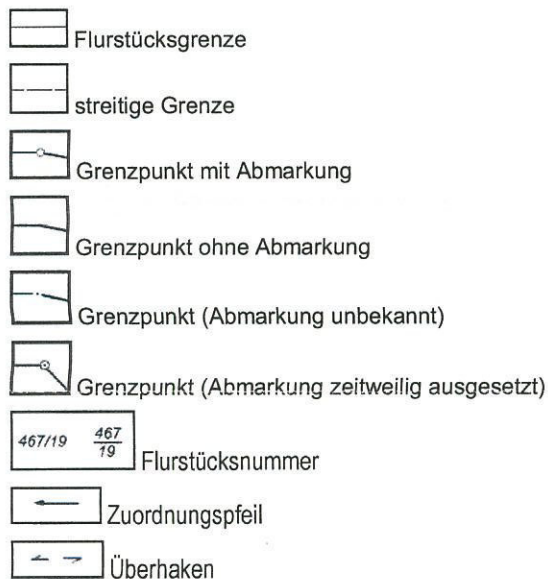 Flurstücksgrenze
streitige Grenze
Grenzpunkt mit Abmarkung
Grenzpunkt ohne Abmarkung
Grenzpunkt (Abmarkung unbekannt)
Grenzpunkt (Abmarkung zeitweilig ausgesetzt)
467/19 467/19 Flurstücksnummer
Zuordnungspfeil
Überhaken